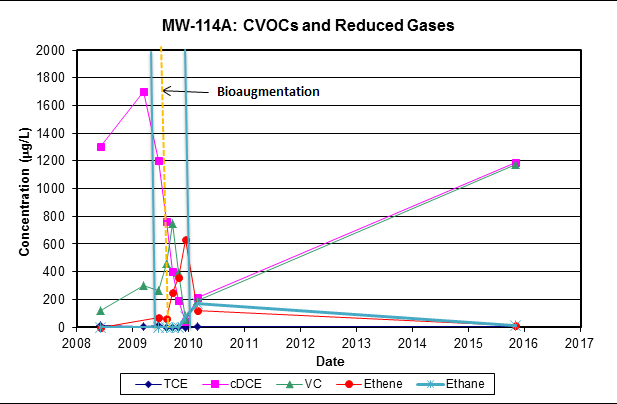 MW-114A: CVOCs and Reduced Gases
2000
1800
1600
1400
1200
1000
800
600
400
200
0
Concentration (µg/L)
Bioaugmentation
2008 2009 2010 2011 2012 2013 2014 2015 2016 2017
Date
TCE cDCE VC Ethene Ethane